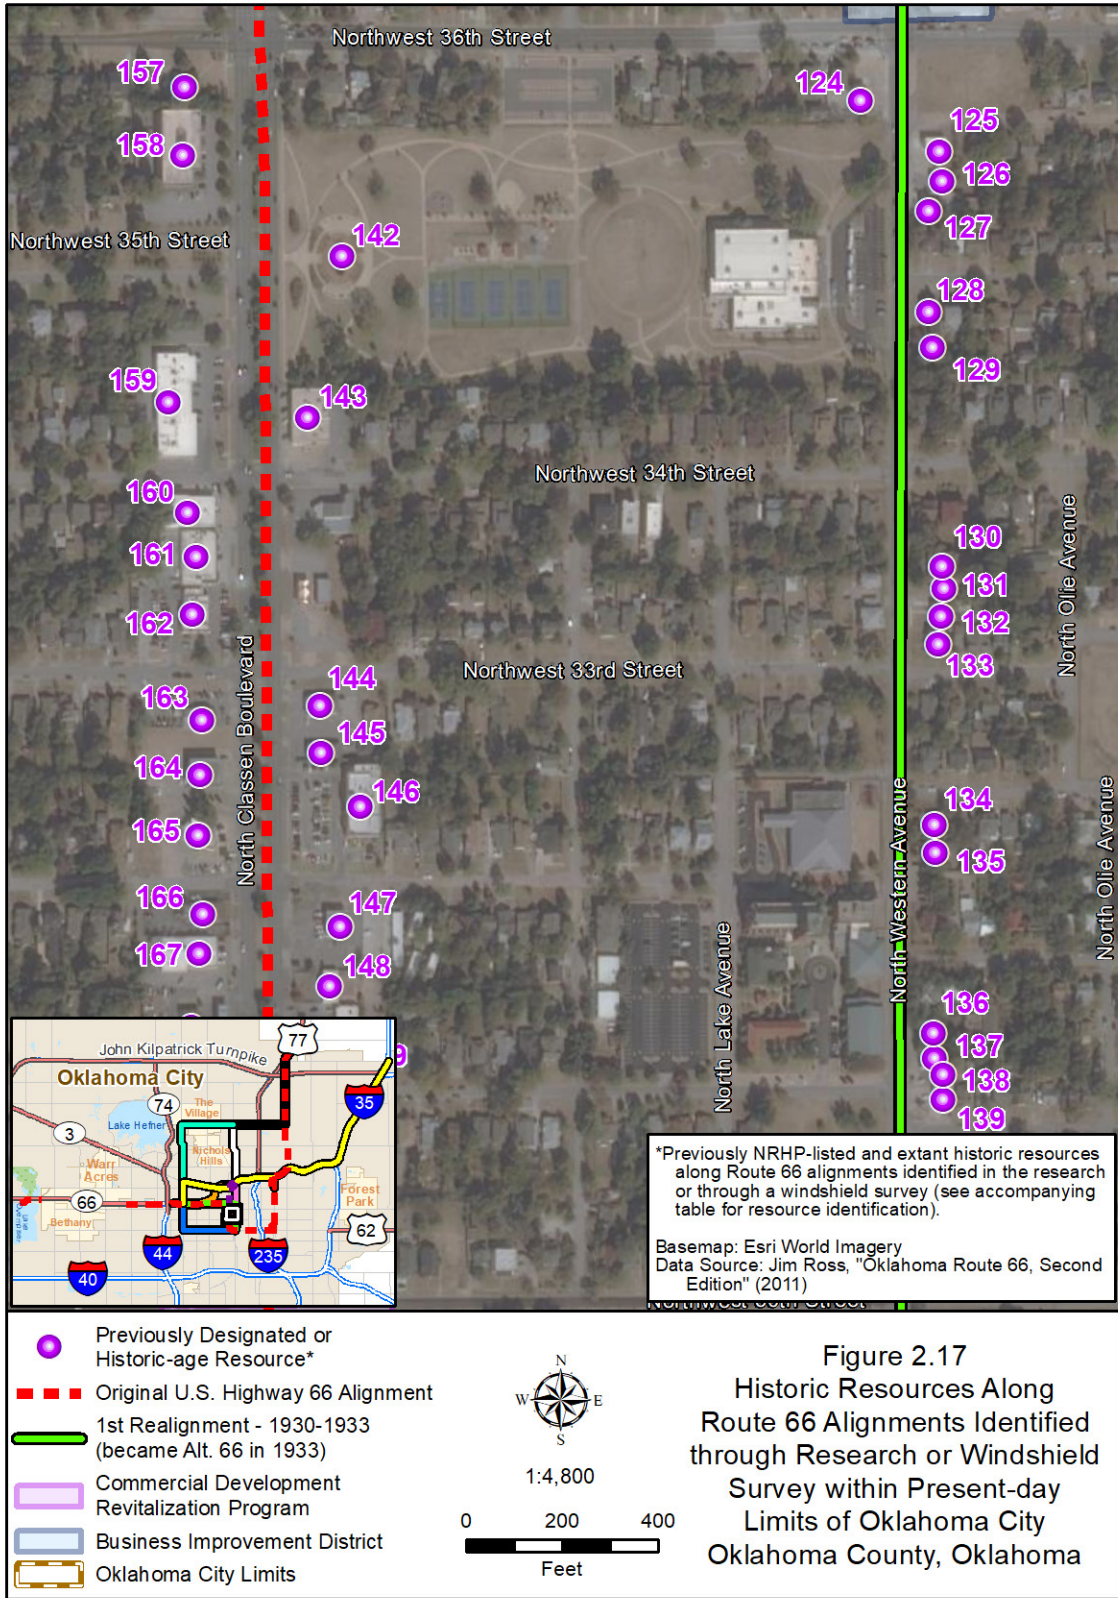 Northwest 36th Street
157
124
158
125
126
127
Northwest 35th Street
142
128
129
159
143
Northwest 34th Street
160
161
162
North Olie Avenue
130
131
132
133
North Classen Boulevard
Northwest 33rd Street
163
144
145
164
146
165
North Western Avenue
134
135
North Olie Avenue
166
147
167
148
North Lake Avenue
136
137
138
139
9
John Kilpatrick Turnpike
77
Oklahoma City
74
The
Village
35
Lake Hefner
3
Nichols
Hills
Warr
Acres
66
Forest
Park
Bethany
62
44
235
40
*Previously NRHP-listed and extant historic resources
along Route 66 alignments identified in the research
or through a windshield survey (see accompanying
table for resource identification).
Basemap: Esri World Imagery
Data Source: Jim Ross, "Oklahoma Route 66, Second
Edition" (2011)
Previously Designated or
Historic-age Resource*
Original U.S. Highway 66 Alignment
1st Realignment - 1930-1933
(became Alt. 66 in 1933)
Commercial Development
Revitalization Program
Business Improvement District
Oklahoma City Limits
N
W E
S
1:4,800
0 200 400
Feet
Figure 2.17
Historic Resources Along
Route 66 Alignments Identified
through Research or Windshield
Survey within Present-day
Limits of Oklahoma City
Oklahoma County, Oklahoma